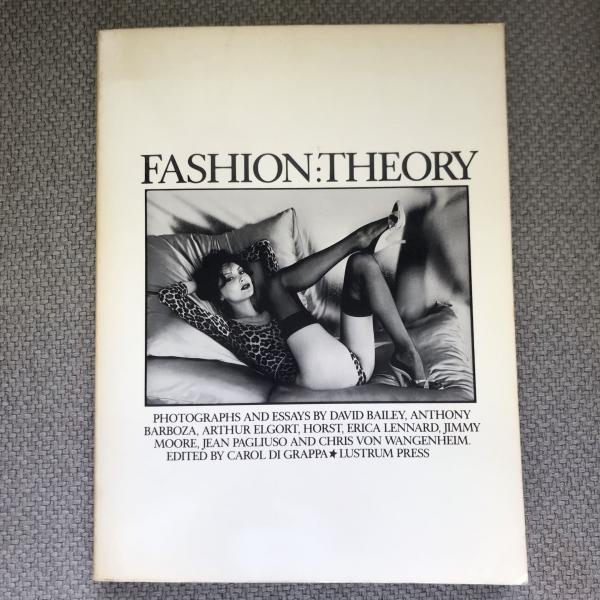 FASHION:THEORY
PHOTOGRAPHS AND ESSAYS BY DAVID BAILEY, ANTHONY
BARBOZA, ARTHUR ELGORT, HORST, ERICA LENNARD, JIMMY
MOORE, JEAN PAGLIUSO AND CHRIS VON WANGENHEIM.
EDITED BY CAROL DI GRAPPA★LUSTRUM PRESS